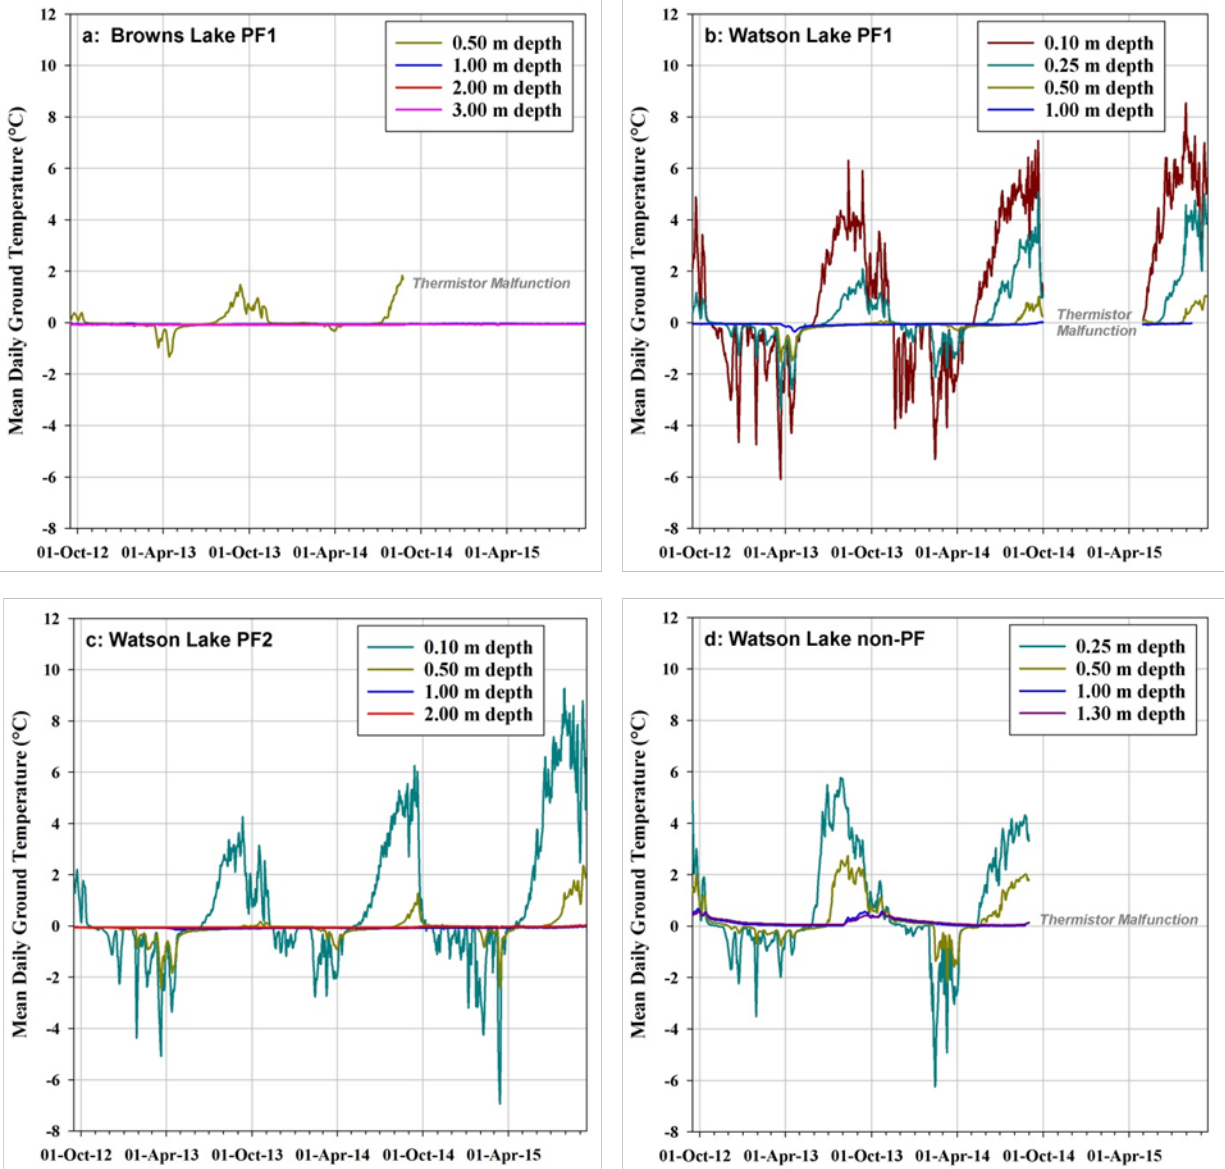 a: Browns Lake PF1
0.50 m depth
1.00 m depth
2.00 m depth
3.00 m depth
Mean Daily Ground Temperature (°C)
12
10
8
6
4
2
0
-2
-4
-6
-8
Thermistor Malfunction
01-Oct-12 01-Apr-13 01-Oct-13 01-Apr-14 01-Oct-14 01-Apr-15
b: Watson Lake PF1
0.10 m depth
0.25 m depth
0.50 m depth
1.00 m depth
Mean Daily Ground Temperature (°C)
12
10
8
6
4
2
0
-2
-4
-6
-8
Thermistor
Malfunction
01-Oct-12 01-Apr-13 01-Oct-13 01-Apr-14 01-Oct-14 01-Apr-15
c: Watson Lake PF2
0.10 m depth
0.50 m depth
1.00 m depth
2.00 m depth
Mean Daily Ground Temperature (°C)
12
10
8
6
4
2
0
-2
-4
-6
-8
01-Oct-12 01-Apr-13 01-Oct-13 01-Apr-14 01-Oct-14 01-Apr-15
d: Watson Lake non-PF
0.25 m depth
0.50 m depth
1.00 m depth
1.30 m depth
Mean Daily Ground Temperature (°C)
12
10
8
6
4
2
0
-2
-4
-6
-8
Thermistor Malfunction
01-Oct-12 01-Apr-13 01-Oct-13 01-Apr-14 01-Oct-14 01-Apr-15